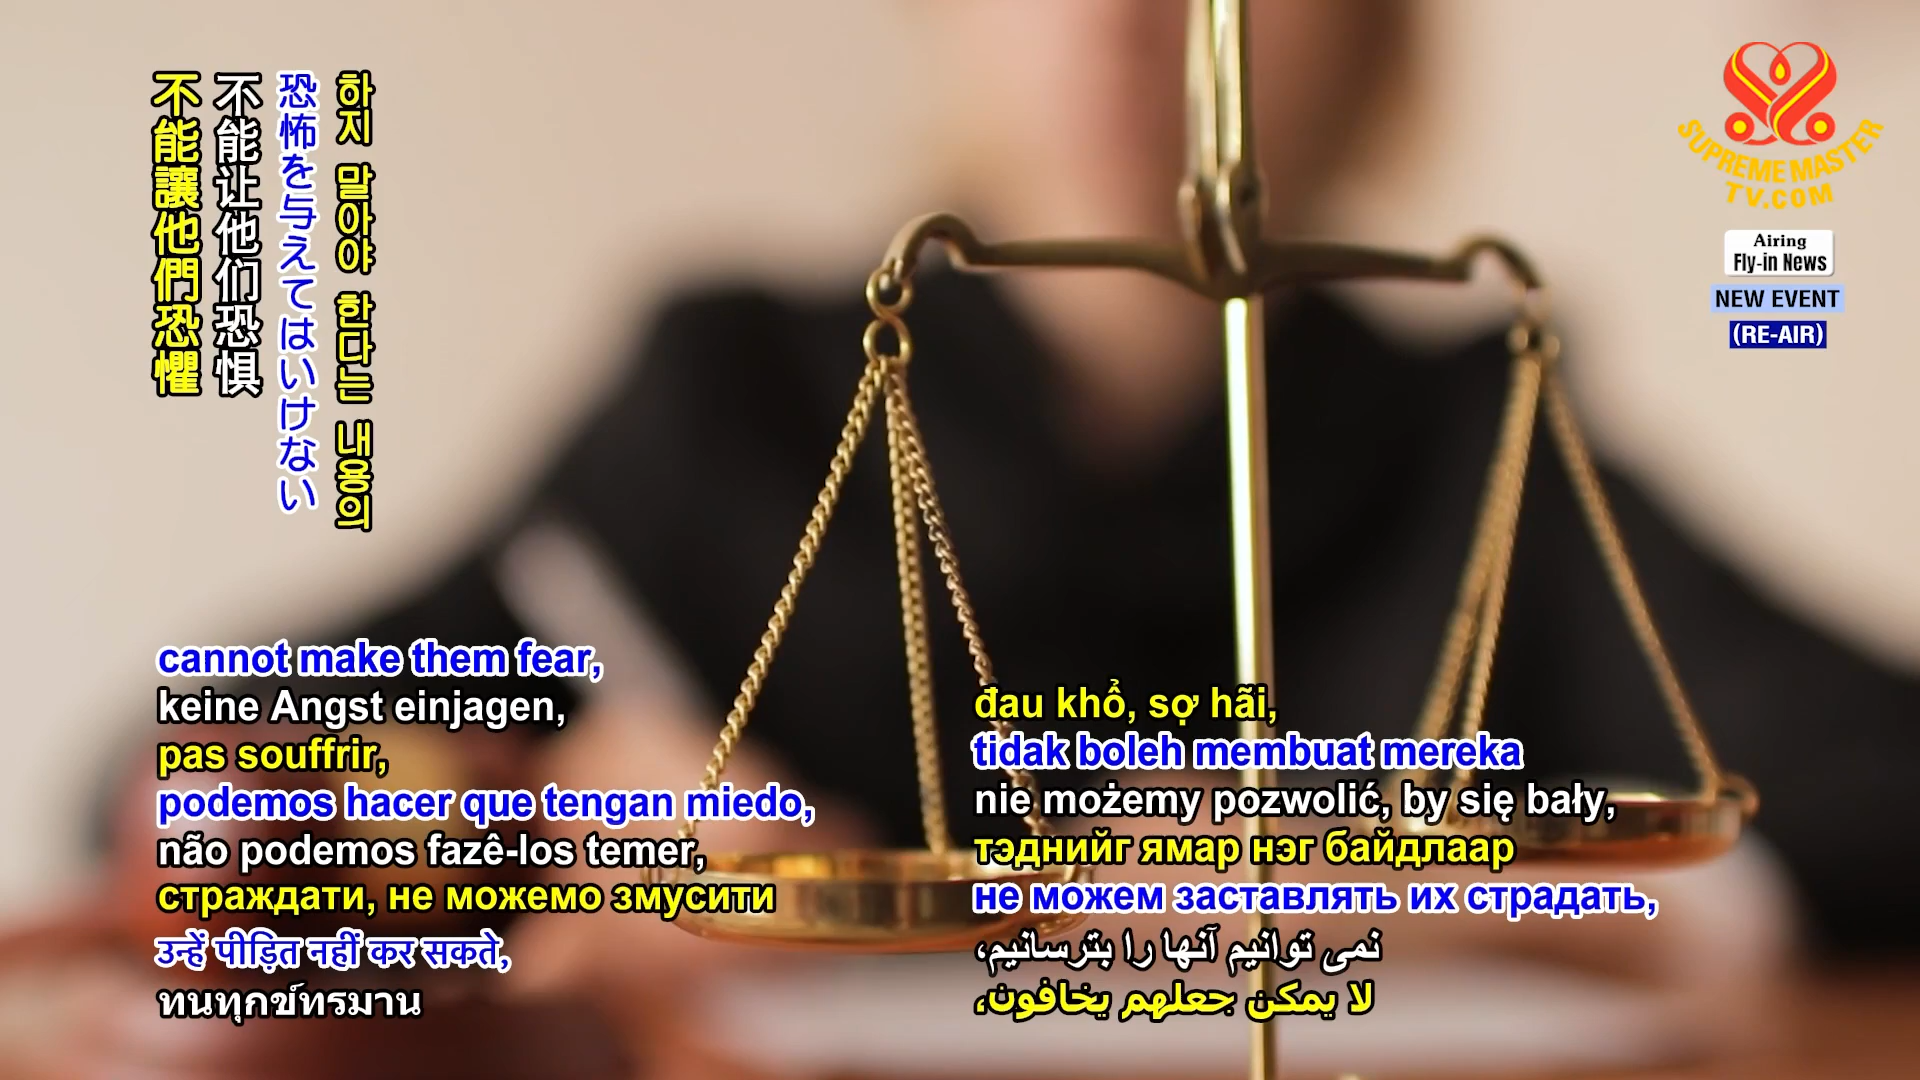 하지 말아야 한다는 내용의
恐怖を与えてはいけない
不能让他们恐惧
不能讓他們恐懼
SUPREME MASTER
TV.COM
Airing
Fly-in News
NEW EVENT
(RE-AIR)
cannot make them fear,
keine Angst einjagen,
pas souffrir,
podemos hacer que tengan miedo,
não podemos fazê-los temer,
страждати, не можемо змусити
उन्हें पीड़ित नहीं कर सकते,
ทนทุกข์ทรมาน
đau khổ, sợ hãi,
tidak boleh membuat mereka
nie możemy pozwolić, by się bały,
тэднийг ямар нэг байдлаар
не можем заставлять их страдать,
نمی توانیم آنها را بترسانیم،
لا يمكن جعلهم يخافون،